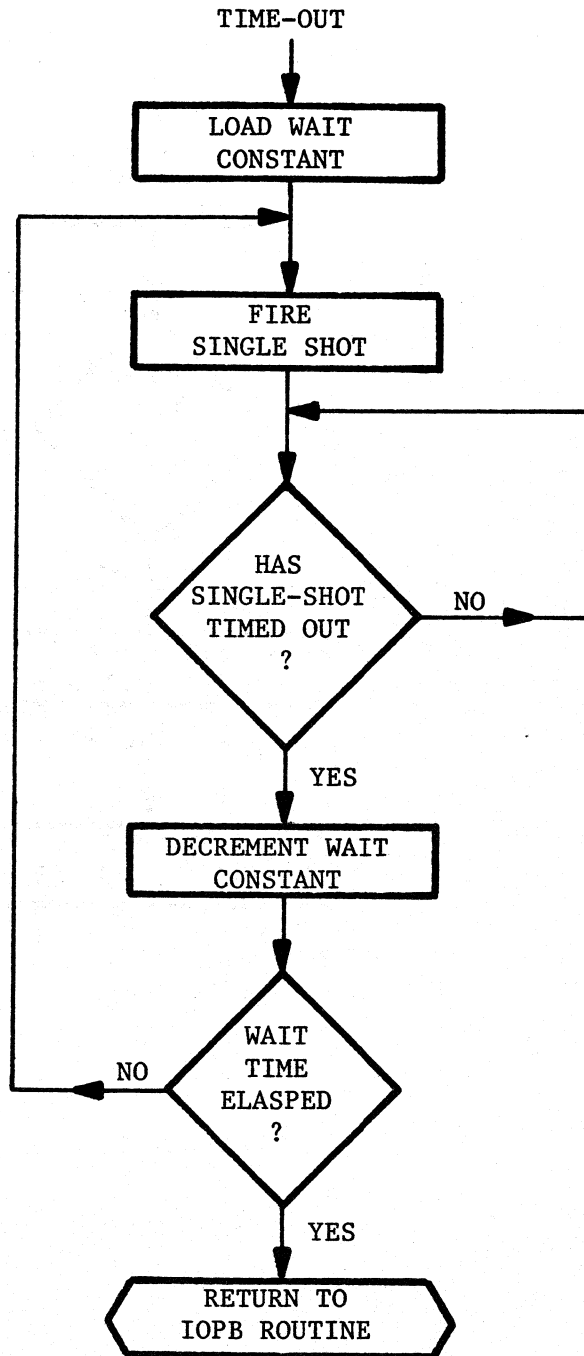 TIME-OUT
LOAD WAIT
CONSTANT
FIRE
SINGLE SHOT
HAS
SINGLE-SHOT
TIMED OUT
?
NO
YES
DECREMENT WAIT
CONSTANT
WAIT
TIME
ELASPED
?
NO
YES
RETURN TO
IOPB ROUTINE